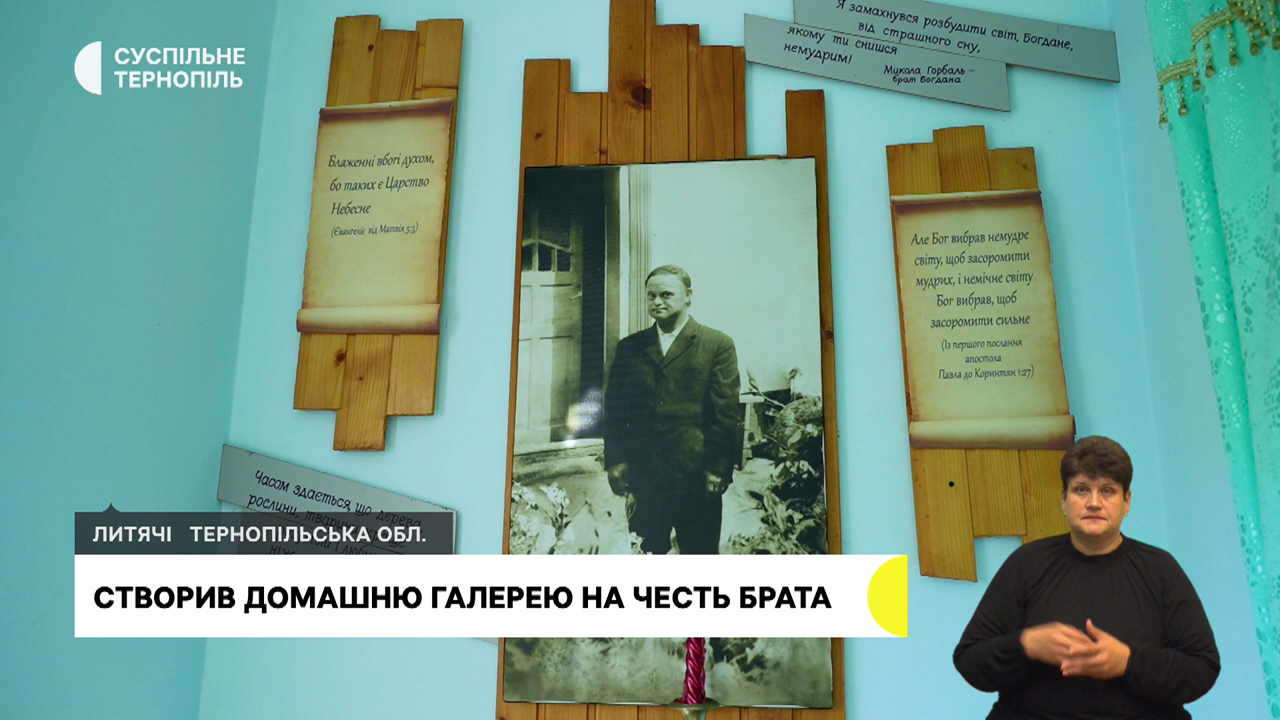 СУСПІЛЬНЕ
ТЕРНОПІЛЬ
Я замахнувся розбудити світ, Богдане,
від страшного сну,
якому ти снишся
немудрим!
Микола Горбаль –
брат Богдана
Блаженні вбогі духом,
бо таких є Царство
Небесне
(Євангеліє від Матвія 5:3)
Але Бог вибрав немудре
світу, щоб засоромити
мудрих, і немічне світу
Бог вибрав, щоб
засоромити сильне
(Із першого послання
апостола
Павла до Коринтян 1:27)
Часом здається, що дерева,
рослини,
ЛИТЯЧІ ТЕРНОПІЛЬСЬКА ОБЛ.
СТВОРИВ ДОМАШНЮ ГАЛЕРЕЮ НА ЧЕСТЬ БРАТА